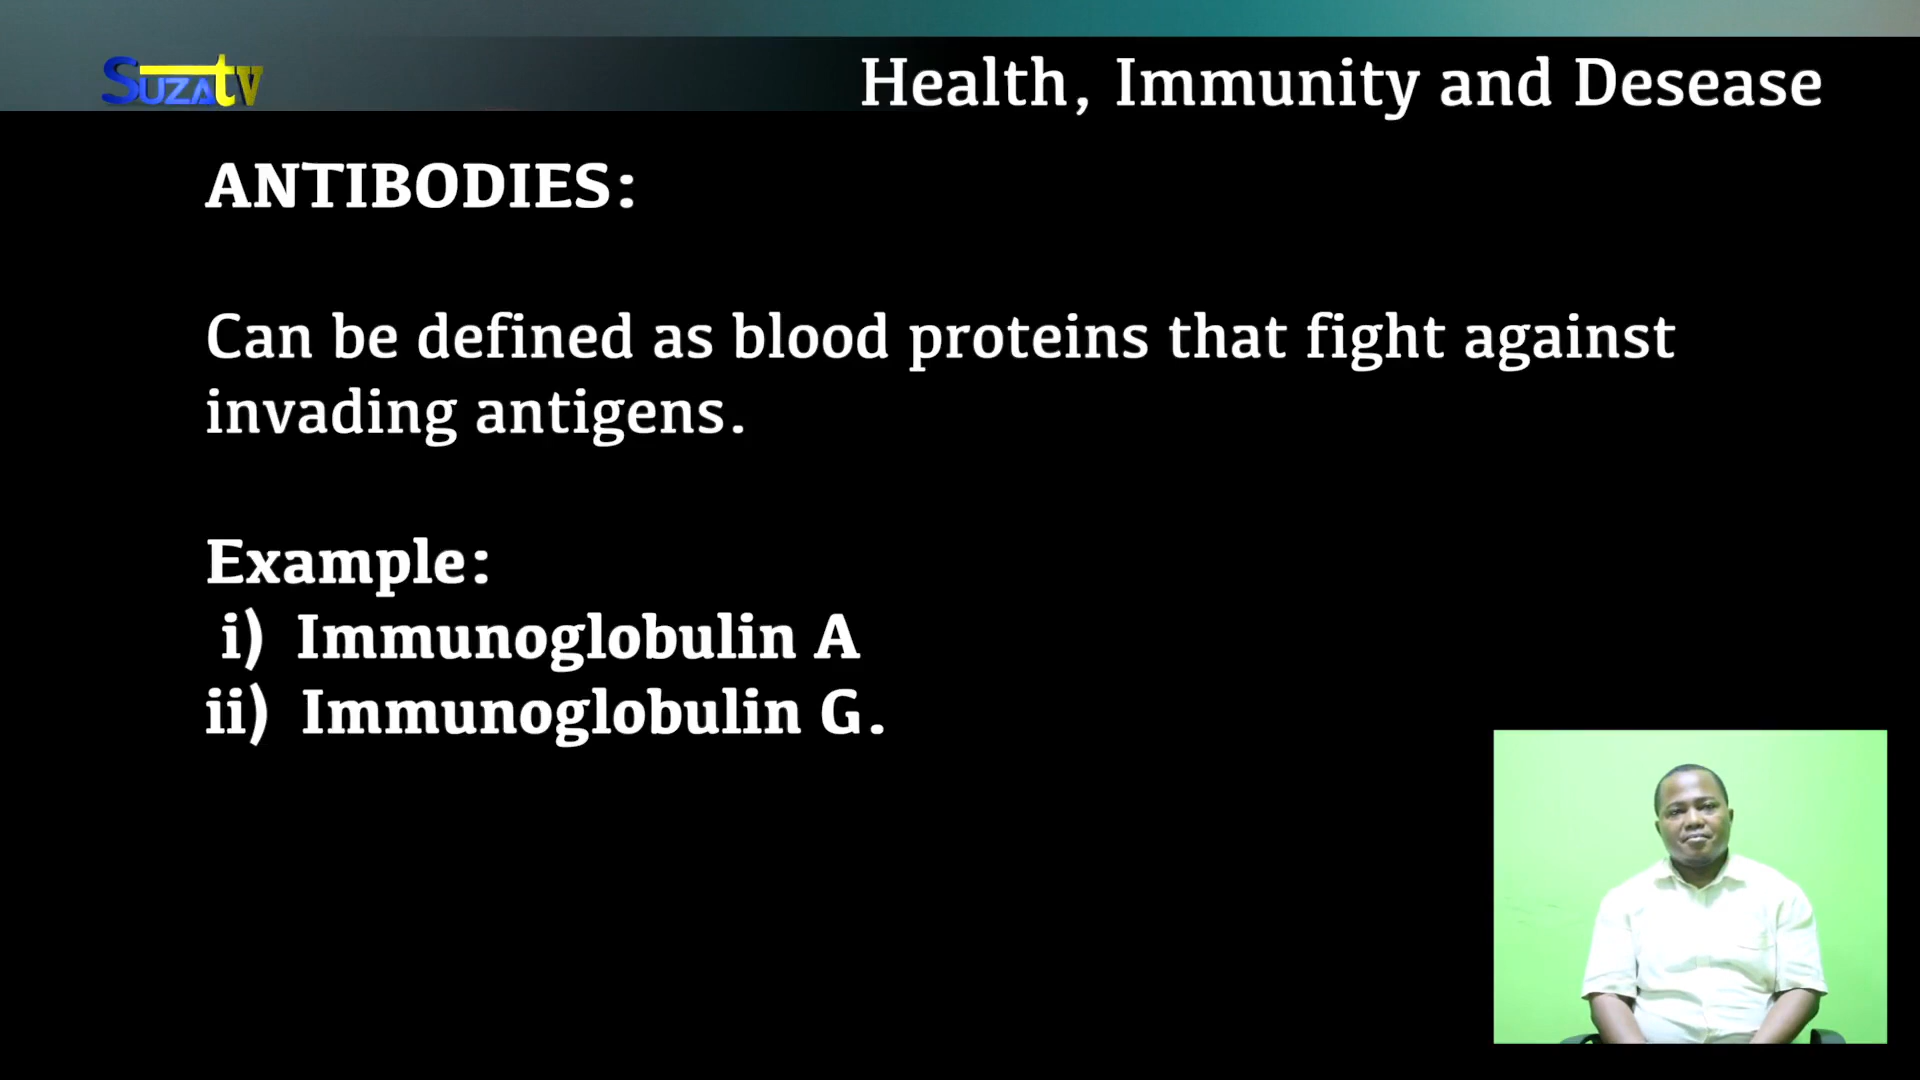 SUZAtv
Health, Immunity and Desease
ANTIBODIES:
Can be defined as blood proteins that fight against
invading antigens.
Example:
i) Immunoglobulin A
ii) Immunoglobulin G.